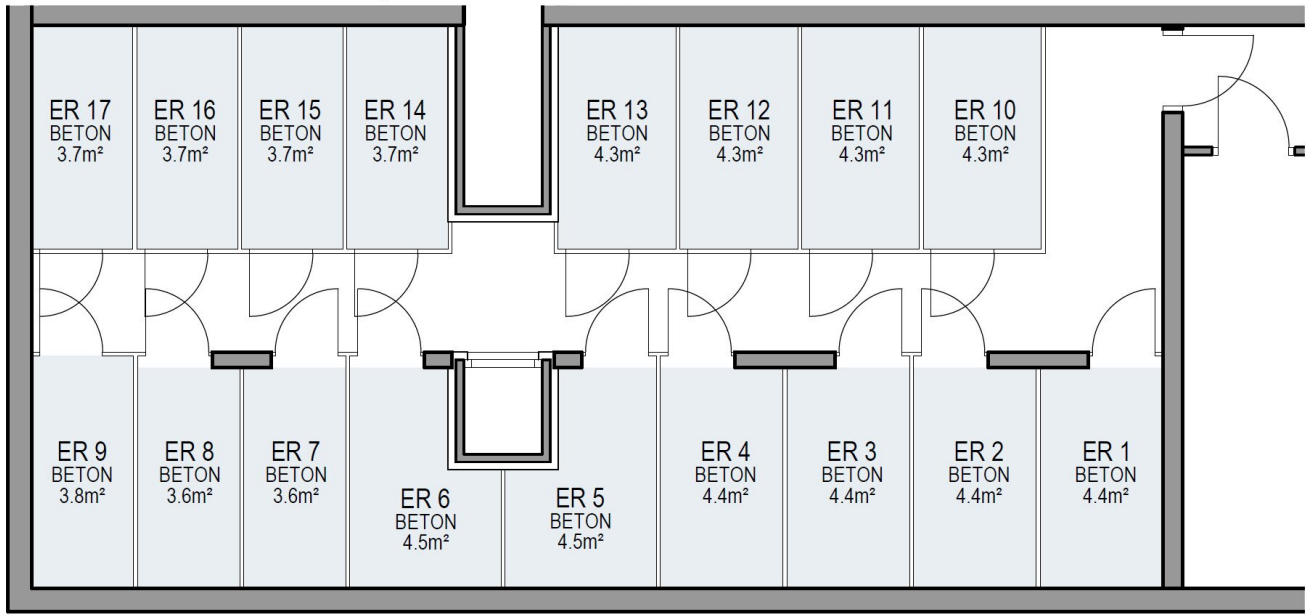 ER 17
BETON
3.7m²
ER 16
BETON
3.7m²
ER 15
BETON
3.7m²
ER 14
BETON
3.7m²
ER 13
BETON
4.3m²
ER 12
BETON
4.3m²
ER 11
BETON
4.3m²
ER 10
BETON
4.3m²
ER 9
BETON
3.8m²
ER 8
BETON
3.6m²
ER 7
BETON
3.6m²
ER 6
BETON
4.5m²
ER 5
BETON
4.5m²
ER 4
BETON
4.4m²
ER 3
BETON
4.4m²
ER 2
BETON
4.4m²
ER 1
BETON
4.4m²